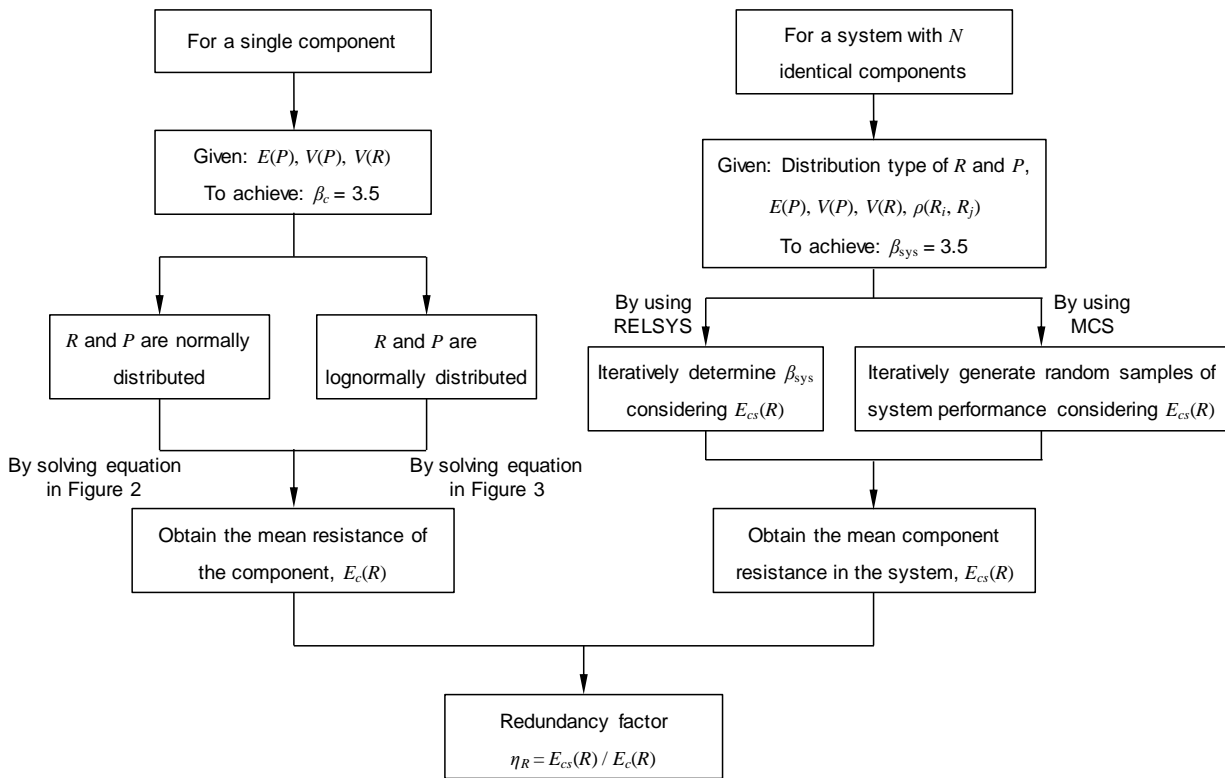 For a single component
Given: E(P), V(P), V(R)
To achieve: βc = 3.5
R and P are normally
distributed
R and P are
lognormally distributed
By solving equation
in Figure 2
By solving equation
in Figure 3
Obtain the mean resistance of
the component, Ec(R)
For a system with N
identical components
Given: Distribution type of R and P,
E(P), V(P), V(R), ρ(Ri, Rj)
To achieve: βsys = 3.5
By using
RELSYS
By using
MCS
Iteratively determine βsys
considering Ecs(R)
Iteratively generate random samples of
system performance considering Ecs(R)
Obtain the mean component
resistance in the system, Ecs(R)
Redundancy factor
ηR = Ecs(R) / Ec(R)